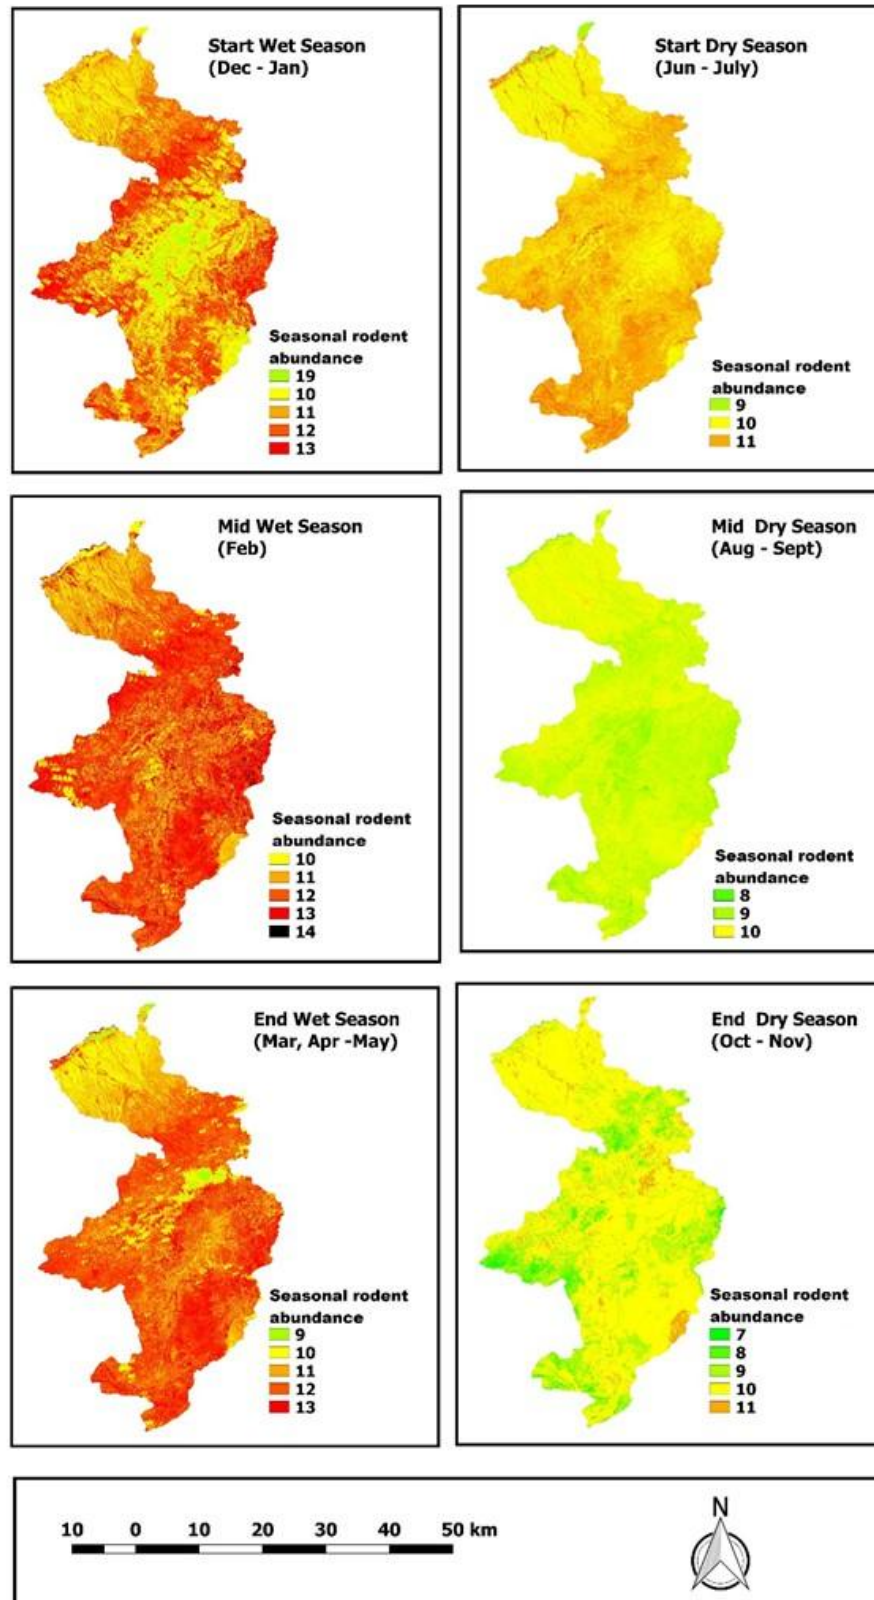 Start Wet Season
(Dec - Jan)
Seasonal rodent
abundance
19
10
11
12
13
Start Dry Season
(Jun - July)
Seasonal rodent
abundance
9
10
11
Mid Wet Season
(Feb)
Seasonal rodent
abundance
10
11
12
13
14
Mid Dry Season
(Aug - Sept)
Seasonal rodent
abundance
8
9
10
End Wet Season
(Mar, Apr -May)
Seasonal rodent
abundance
9
10
11
12
13
End Dry Season
(Oct - Nov)
Seasonal rodent
abundance
7
8
9
10
11
10 0 10 20 30 40 50 km
N